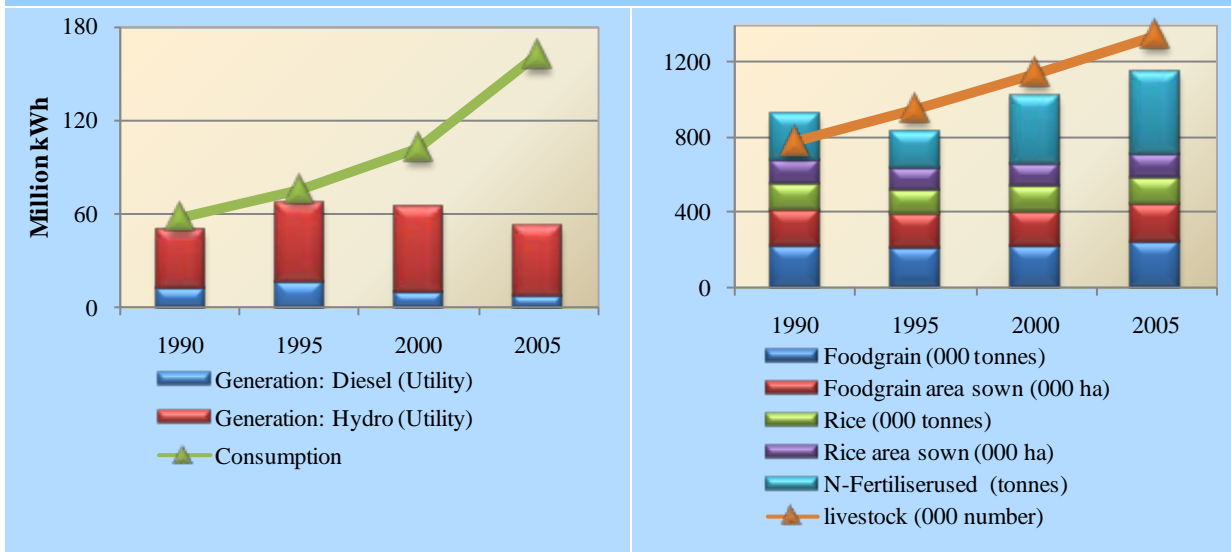 Million kWh
180
120
60
0
1990 1995 2000 2005
Generation: Diesel (Utility)
Generation: Hydro (Utility)
Consumption
1200
800
400
0
1990 1995 2000 2005
Foodgrain (000 tonnes)
Foodgrain area sown (000 ha)
Rice (000 tonnes)
Rice area sown (000 ha)
N-Fertiliserused (tonnes)
livestock (000 number)